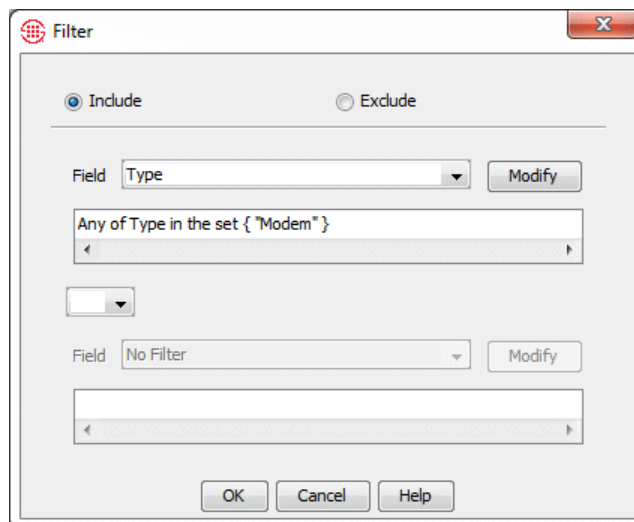 Filter
Include Exclude
Field Type Modify
Any of Type in the set { "Modem" }
Field No Filter Modify
OK Cancel Help